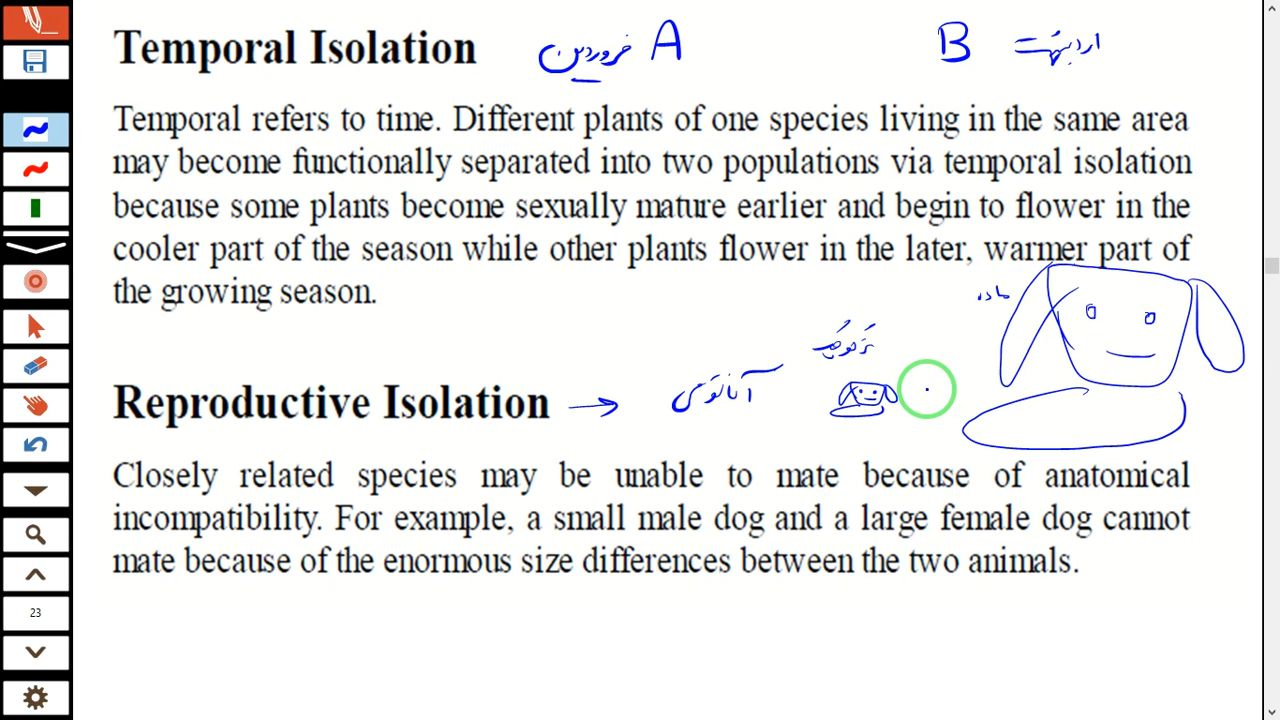 Temporal Isolation فروردین A B اردیبهشت
Temporal refers to time. Different plants of one species living in the same area
may become functionally separated into two populations via temporal isolation
because some plants become sexually mature earlier and begin to flower in the
cooler part of the season while other plants flower in the later, warmer part of
the growing season.
ماده
نر کوچک
Reproductive Isolation → آناتومی
Closely related species may be unable to mate because of anatomical
incompatibility. For example, a small male dog and a large female dog cannot
mate because of the enormous size differences between the two animals.
23